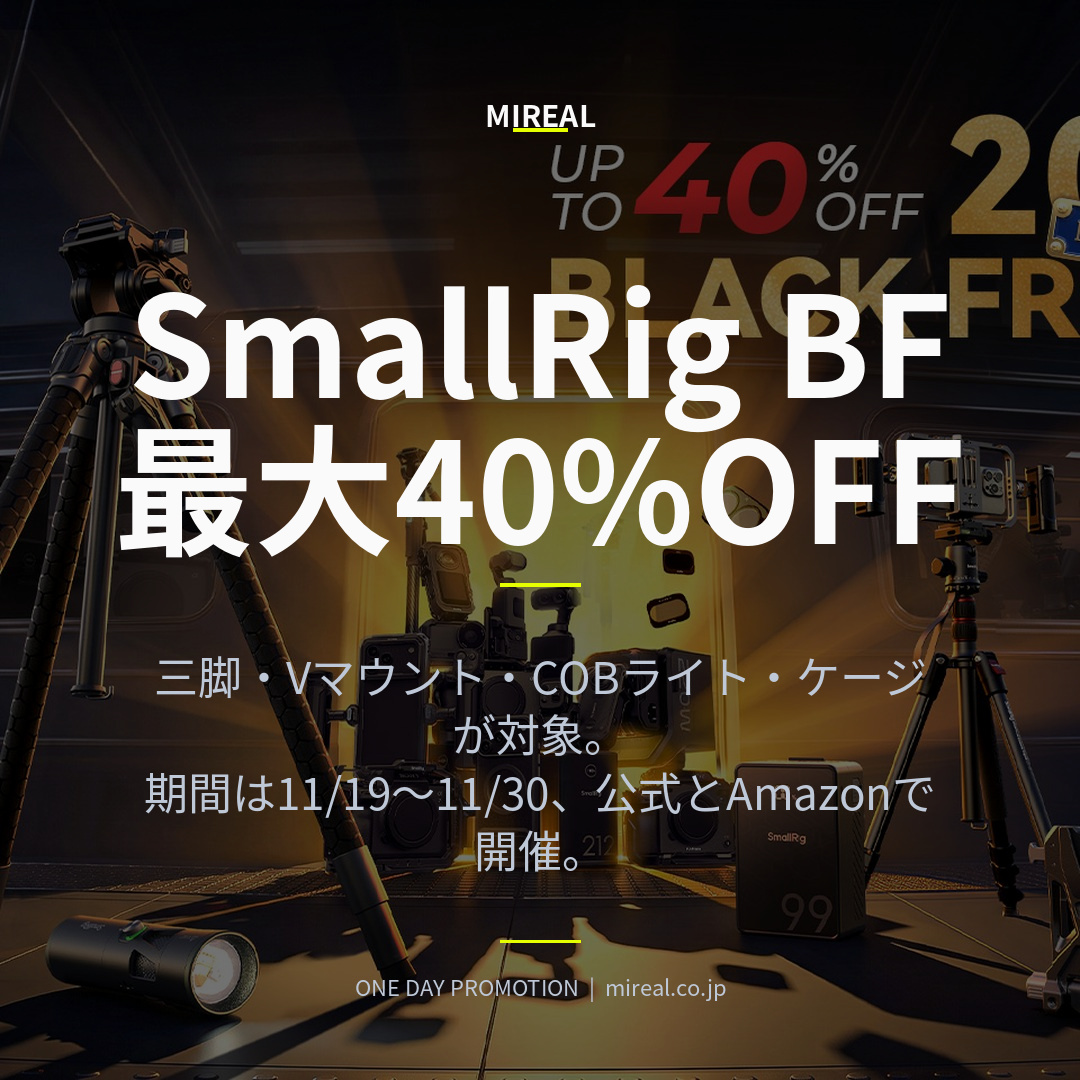 MIREAL
UP TO 40% OFF
20
BLACK FR
SmallRig BF
最大40%OFF
三脚・Vマウント・COBライト・ケージ
が対象。
期間は11/19〜11/30、公式とAmazonで
開催。
SmallRig
212
99
ONE DAY PROMOTION | mireal.co.jp